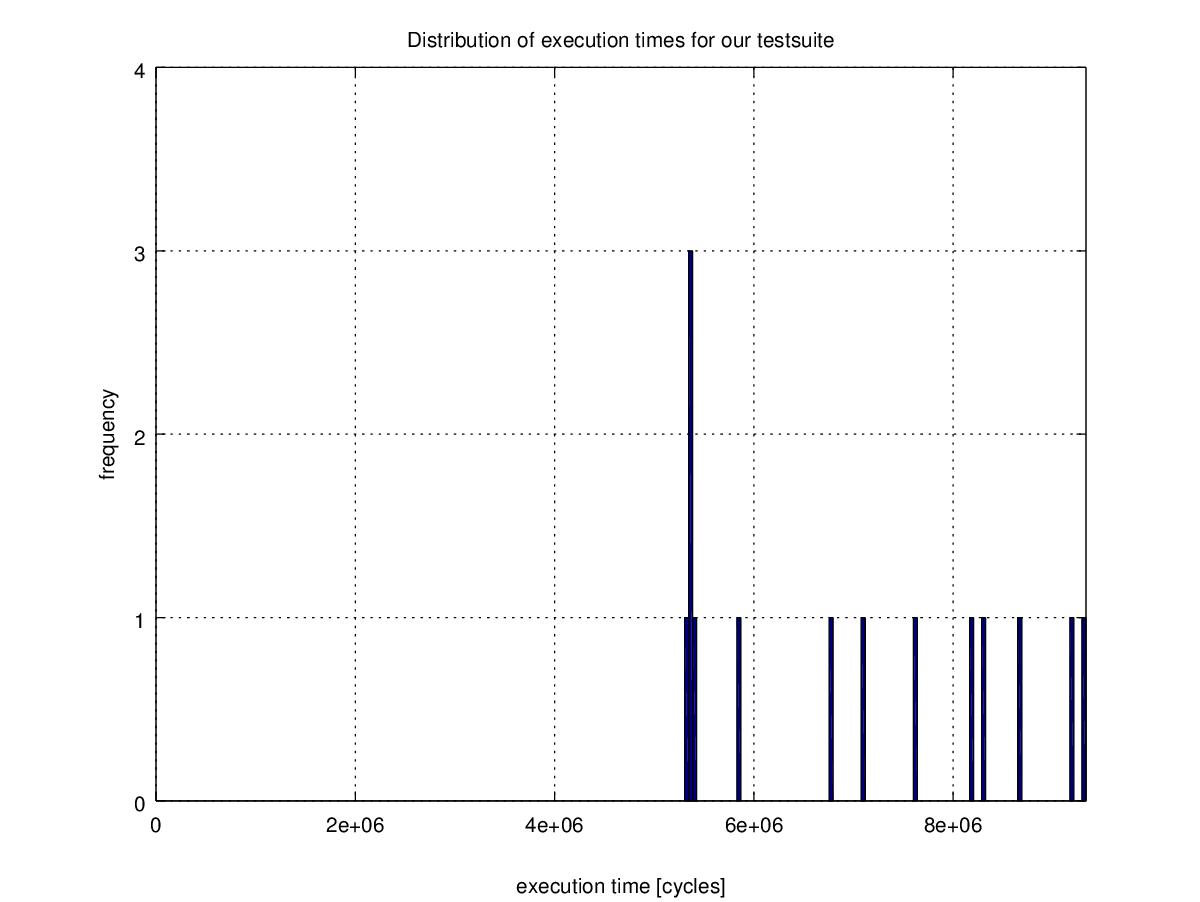 Distribution of execution times for our testsuite
4
3
2
1
0
frequency
0 2e+06 4e+06 6e+06 8e+06
execution time [cycles]